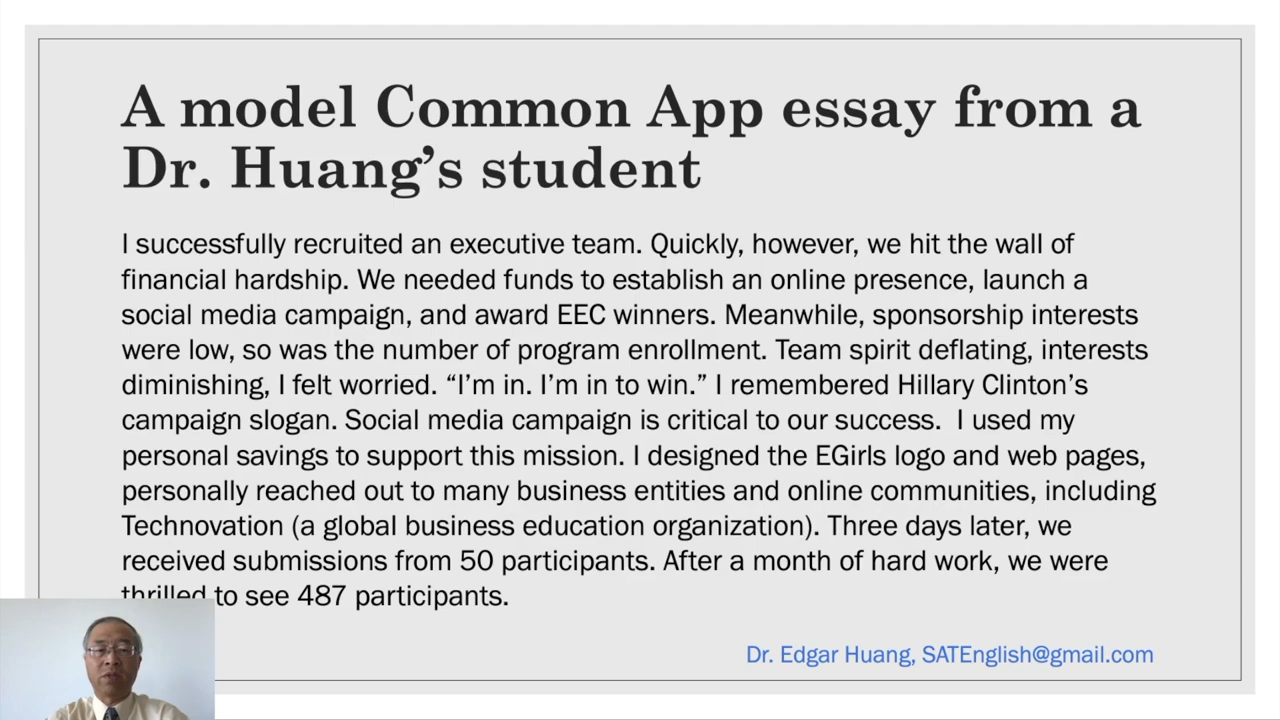 A model Common App essay from a
Dr. Huang’s student
I successfully recruited an executive team. Quickly, however, we hit the wall of
financial hardship. We needed funds to establish an online presence, launch a
social media campaign, and award EEC winners. Meanwhile, sponsorship interests
were low, so was the number of program enrollment. Team spirit deflating, interests
diminishing, I felt worried. “I’m in. I’m in to win.” I remembered Hillary Clinton’s
campaign slogan. Social media campaign is critical to our success.  I used my
personal savings to support this mission. I designed the EGirls logo and web pages,
personally reached out to many business entities and online communities, including
Technovation (a global business education organization). Three days later, we
received submissions from 50 participants. After a month of hard work, we were
thrilled to see 487 participants.
Dr. Edgar Huang, SATEnglish@gmail.com